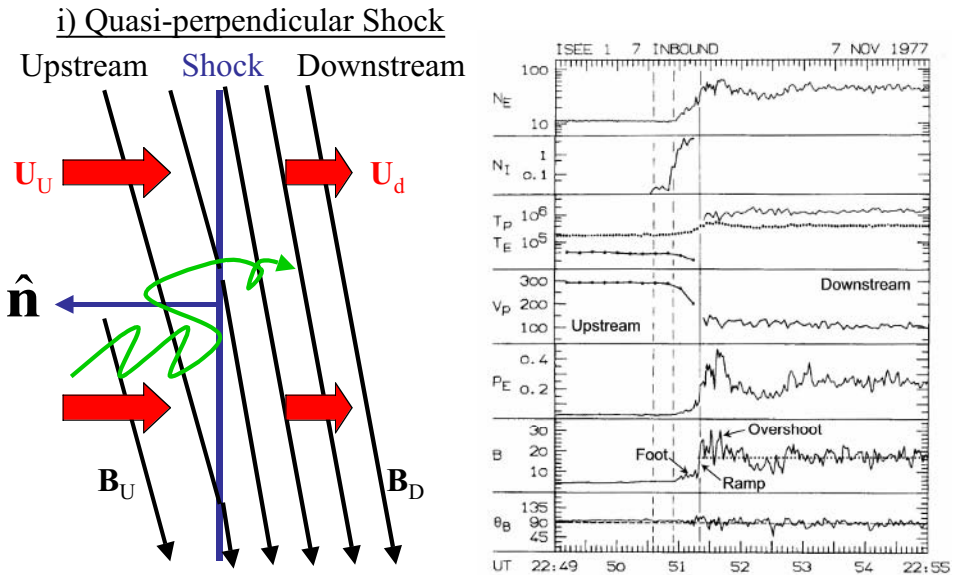 i) Quasi-perpendicular Shock
Upstream Shock Downstream
U_U
U_d
n̂
B_U
B_D
ISEE 1 7 INBOUND 7 NOV 1977
N_E
100
10
N_I
1
0.1
T_P 10^6
T_E 10^5
V_P
300
200
100
Downstream
Upstream
P_E
0.4
0.2
B
30
20
10
Overshoot
Foot
Ramp
θ_B
135
90
45
UT 22:49 50 51 52 53 54 22:55